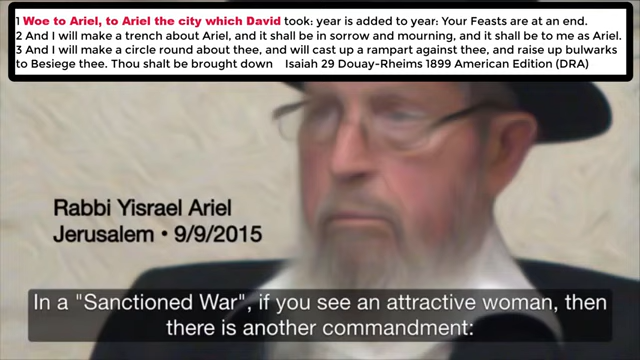 1 Woe to Ariel, to Ariel the city which David took: year is added to year: Your Feasts are at an end.
2 And I will make a trench about Ariel, and it shall be in sorrow and mourning, and it shall be to me as Ariel.
3 And I will make a circle round about thee, and will cast up a rampart against thee, and raise up bulwarks
to Besiege thee. Thou shalt be brought down Isaiah 29 Douay-Rheims 1899 American Edition (DRA)
Rabbi Yisrael Ariel
Jerusalem • 9/9/2015
In a "Sanctioned War", if you see an attractive woman, then
there is another commandment: